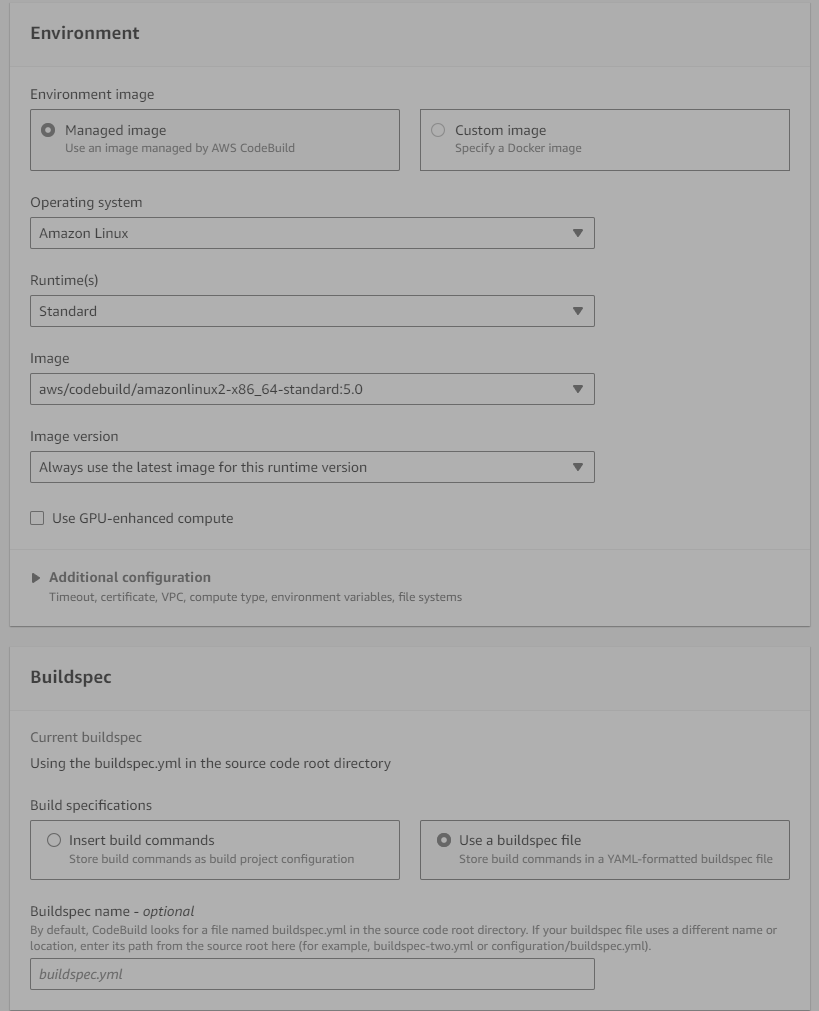 Environment
Environment image
Managed image
Use an image managed by AWS CodeBuild
Custom image
Specify a Docker image
Operating system
Amazon Linux
Runtime(s)
Standard
Image
aws/codebuild/amazonlinux2-x86_64-standard:5.0
Image version
Always use the latest image for this runtime version
Use GPU-enhanced compute
Additional configuration
Timeout, certificate, VPC, compute type, environment variables, file systems
Buildspec
Current buildspec
Using the buildspec.yml in the source code root directory
Build specifications
Insert build commands
Store build commands as build project configuration
Use a buildspec file
Store build commands in a YAML-formatted buildspec file
Buildspec name - optional
By default, CodeBuild looks for a file named buildspec.yml in the source code root directory. If your buildspec file uses a different name or
location, enter its path from the source root here (for example, buildspec-two.yml or configuration/buildspec.yml).
buildspec.yml